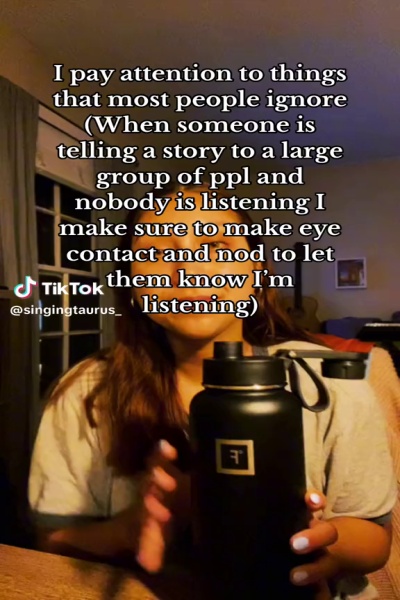 I pay attention to things
that most people ignore
(When someone is
telling a story to a large
group of ppl and
nobody is listening I
make sure to make eye
contact and nod to let
them know I'm
listening)
TikTok
@singingtaurus_